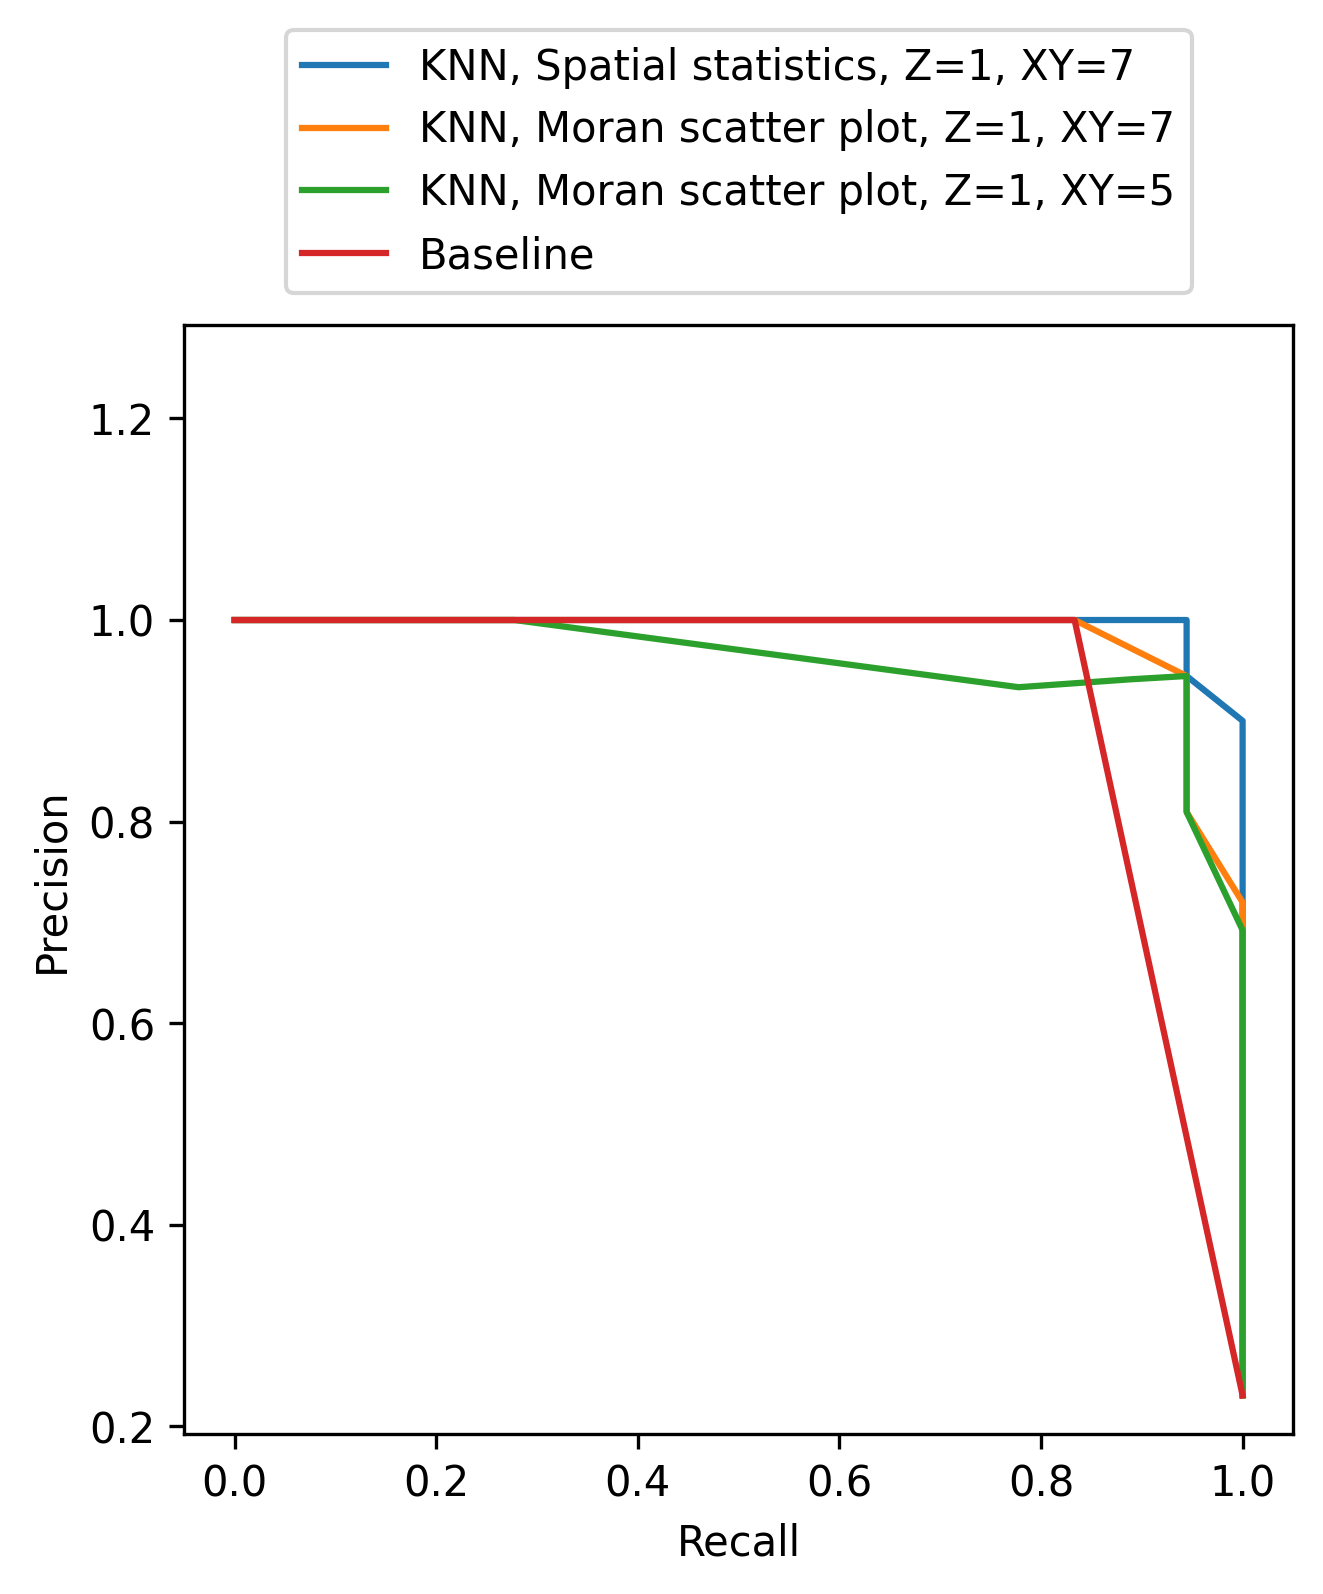 KNN, Spatial statistics, Z=1, XY=7
KNN, Moran scatter plot, Z=1, XY=7
KNN, Moran scatter plot, Z=1, XY=5
Baseline
1.2
1.0
0.8
0.6
0.4
0.2
Precision
0.0 0.2 0.4 0.6 0.8 1.0
Recall